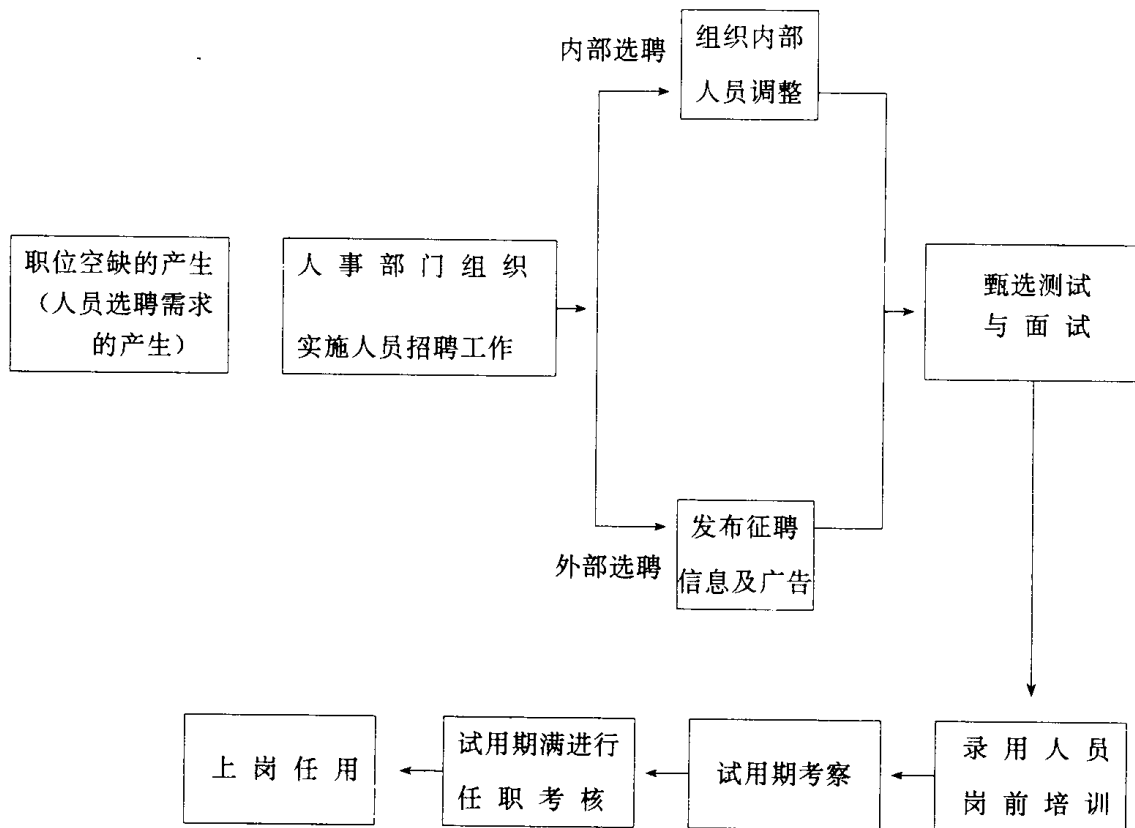 内部选聘
组织内部
人员调整
职位空缺的产生
（人员选聘需求
的产生）
人事部门组织
实施人员招聘工作
甄选测试
与面试
外部选聘
发布征聘
信息及广告
上岗任用
试用期满进行
任职考核
试用期考察
录用人员
岗前培训